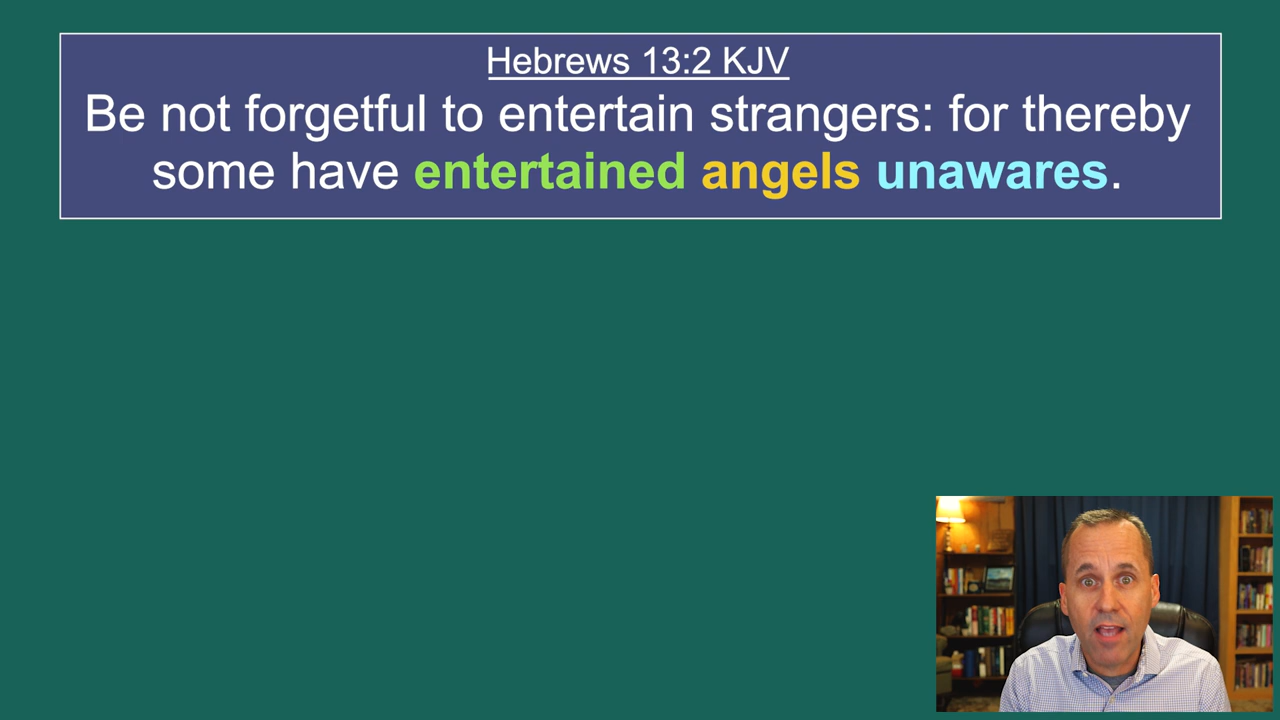 Hebrews 13:2 KJV
Be not forgetful to entertain strangers: for thereby
some have entertained angels unawares.